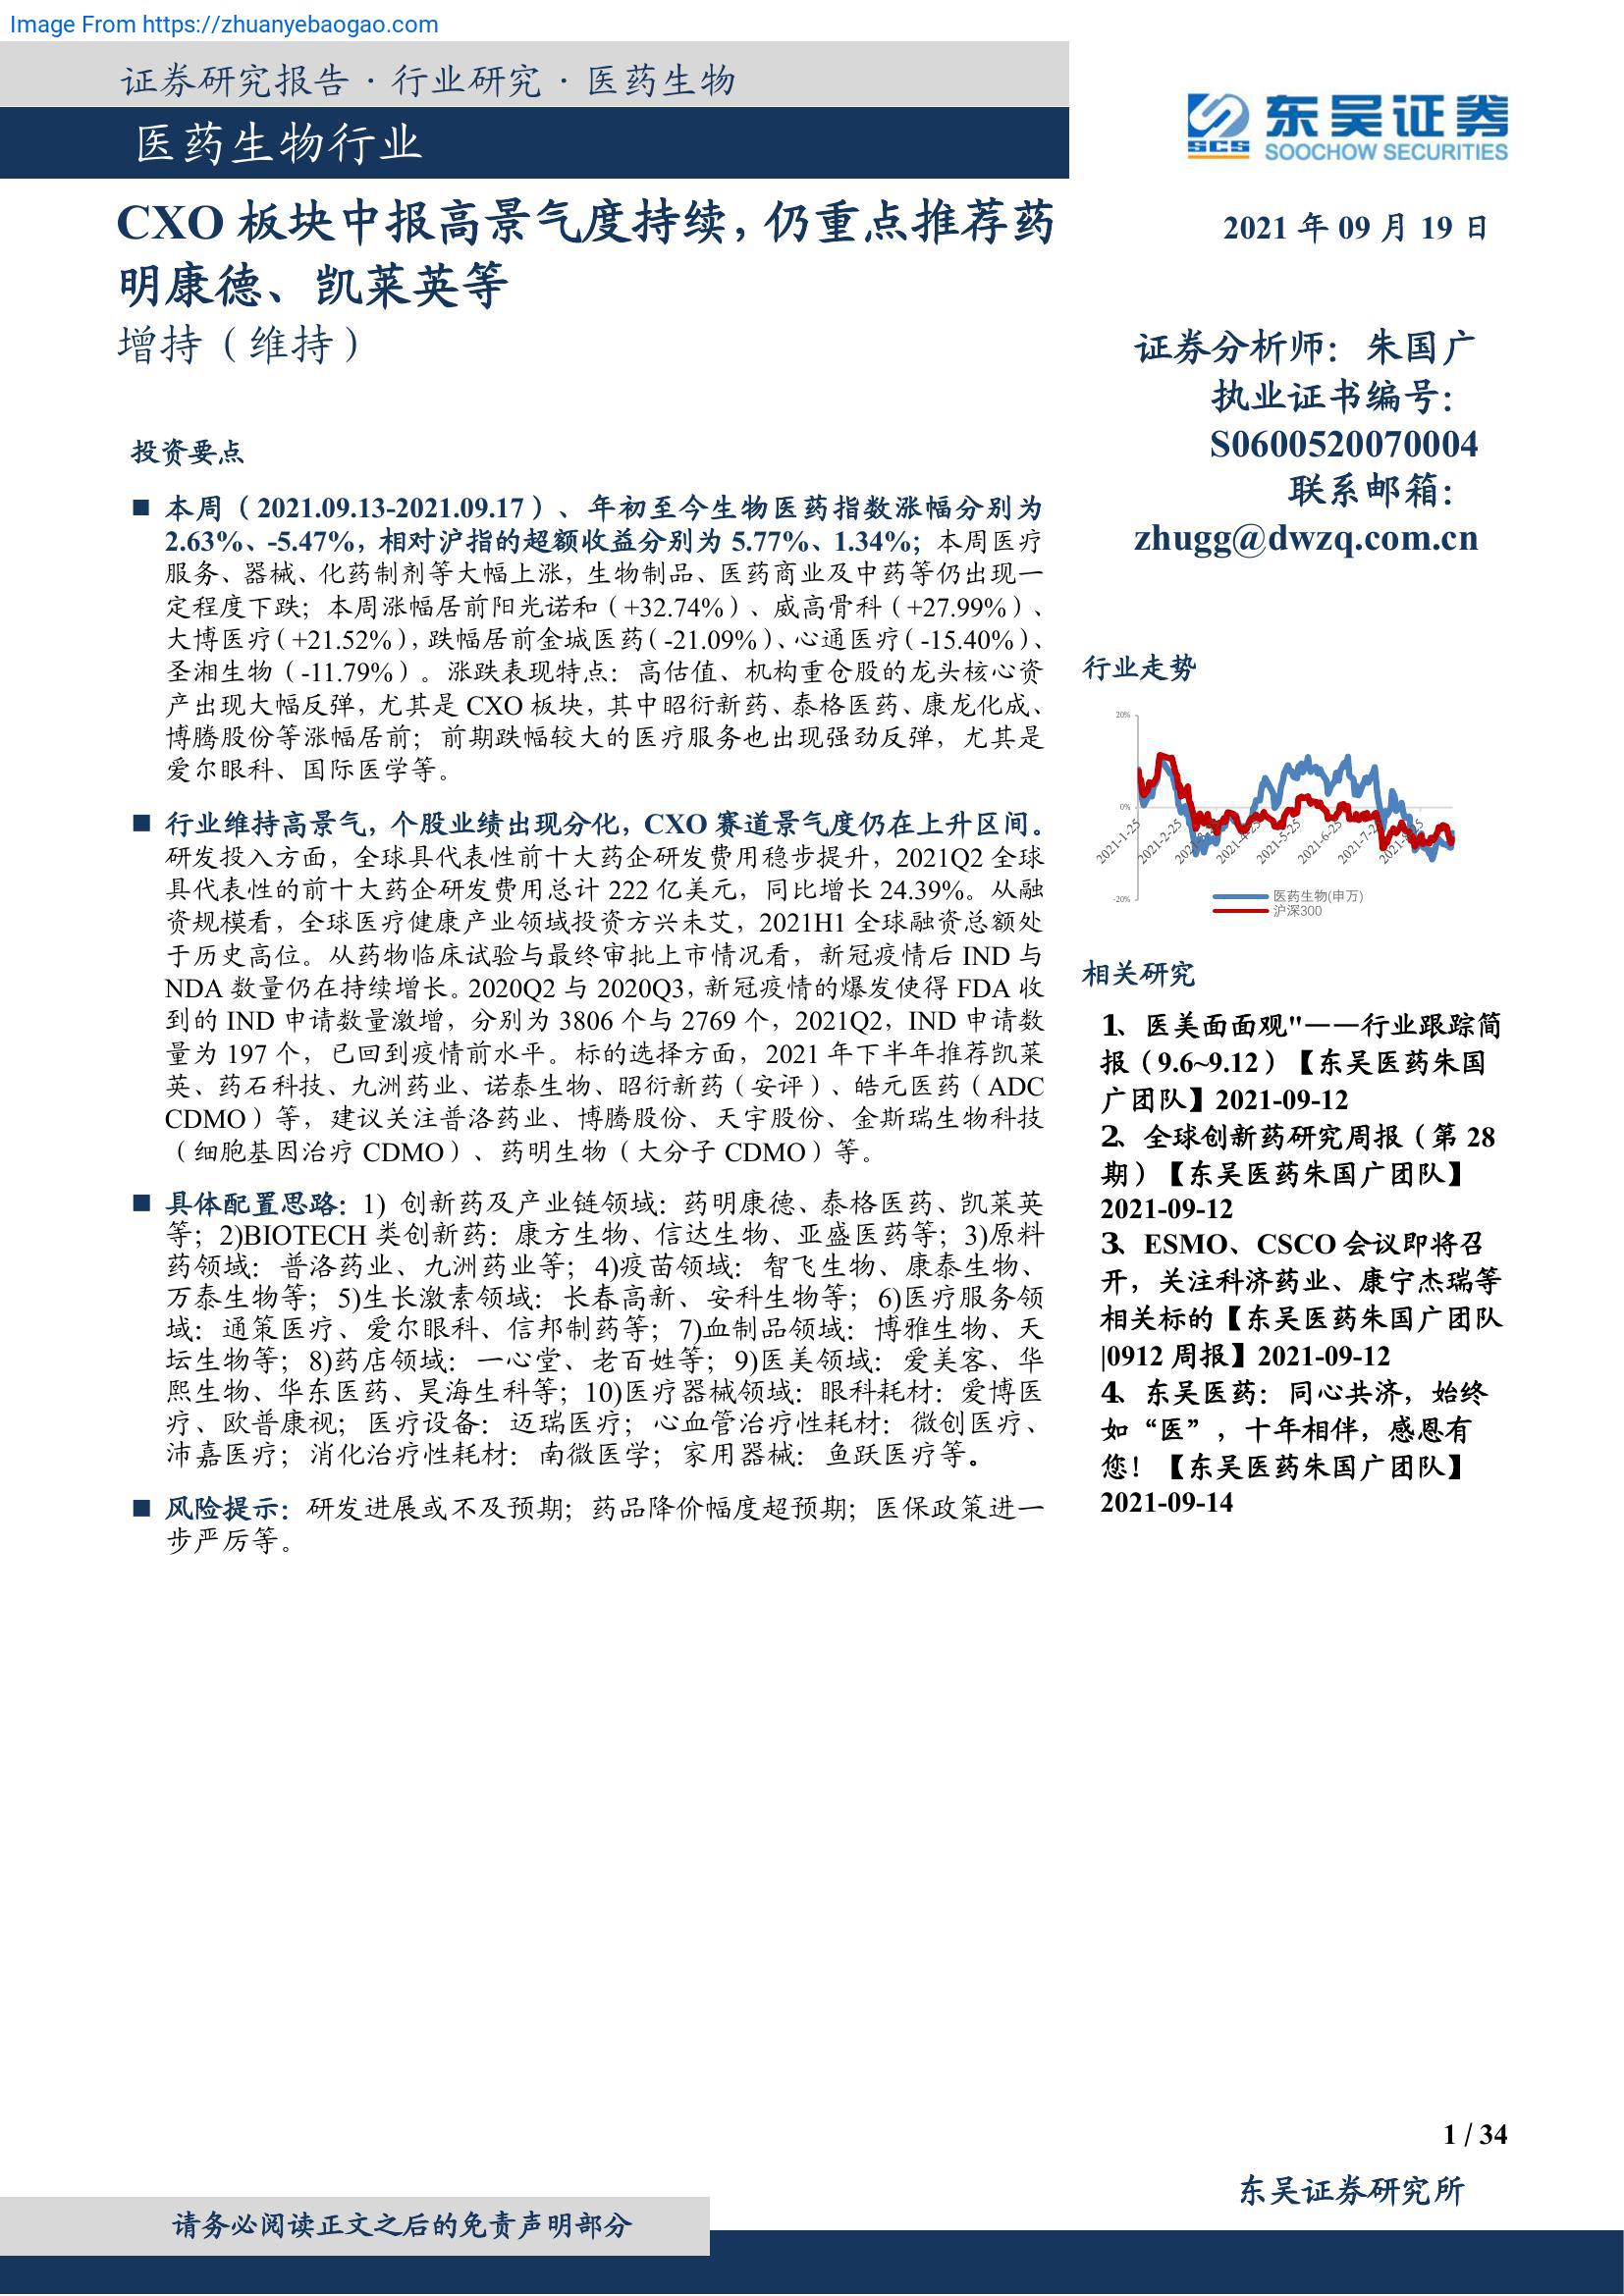 Image From https://zhuanyebaogao.com
证券研究报告·行业研究·医药生物
医药生物行业
东吴证券
SCS
SOOCHOW SECURITIES
CXO 板块中报高景气度持续，仍重点推荐药
明康德、凯莱英等
增持（维持）
2021 年 09 月 19 日
证券分析师：朱国广
执业证书编号：
S0600520070004
联系邮箱：
zhugg@dwzq.com.cn
投资要点
■ 本周（2021.09.13-2021.09.17）、年初至今生物医药指数涨幅分别为
2.63%、-5.47%，相对沪指的超额收益分别为 5.77%、1.34%；本周医疗
服务、器械、化药制剂等大幅上涨，生物制品、医药商业及中药等仍出现一
定程度下跌；本周涨幅居前阳光诺和（+32.74%）、威高骨科（+27.99%）、
大博医疗（+21.52%），跌幅居前金城医药（-21.09%）、心通医疗（-15.40%）、
圣湘生物（-11.79%）。涨跌表现特点：高估值、机构重仓股的龙头核心资
产出现大幅反弹，尤其是 CXO 板块，其中昭衍新药、泰格医药、康龙化成、
博腾股份等涨幅居前；前期跌幅较大的医疗服务也出现强劲反弹，尤其是
爱尔眼科、国际医学等。
■ 行业维持高景气，个股业绩出现分化，CXO 赛道景气度仍在上升区间。
研发投入方面，全球具代表性前十大药企研发费用稳步提升，2021Q2 全球
具代表性的前十大药企研发费用总计 222 亿美元，同比增长 24.39%。从融
资规模看，全球医疗健康产业领域投资方兴未艾，2021H1 全球融资总额处
于历史高位。从药物临床试验与最终审批上市情况看，新冠疫情后 IND 与
NDA 数量仍在持续增长。2020Q2 与 2020Q3，新冠疫情的爆发使得 FDA 收
到的 IND 申请数量激增，分别为 3806 个与 2769 个，2021Q2，IND 申请数
量为 197 个，已回到疫情前水平。标的选择方面，2021 年下半年推荐凯莱
英、药石科技、九洲药业、诺泰生物、昭衍新药（安评）、皓元医药（ADC
CDMO）等，建议关注普洛药业、博腾股份、天宇股份、金斯瑞生物科技
（细胞基因治疗 CDMO）、药明生物（大分子 CDMO）等。
■ 具体配置思路：1) 创新药及产业链领域：药明康德、泰格医药、凯莱英
等；2)BIOTECH 类创新药：康方生物、信达生物、亚盛医药等；3)原料
药领域：普洛药业、九洲药业等；4)疫苗领域：智飞生物、康泰生物、
万泰生物等；5)生长激素领域：长春高新、安科生物等；6)医疗服务领
域：通策医疗、爱尔眼科、信邦制药等；7)血制品领域：博雅生物、天
坛生物等；8)药店领域：一心堂、老百姓等；9)医美领域：爱美客、华
熙生物、华东医药、昊海生科等；10)医疗器械领域：眼科耗材：爱博医
疗、欧普康视；医疗设备：迈瑞医疗；心血管治疗性耗材：微创医疗、
沛嘉医疗；消化治疗性耗材：南微医学；家用器械：鱼跃医疗等。
■ 风险提示：研发进展或不及预期；药品降价幅度超预期；医保政策进一
步严厉等。
行业走势
20%
0%
-20%
2021-1-25
2021-2-25
2021-4-25
2021-5-25
2021-6-25
2021-7-25
医药生物(申万)
沪深300
相关研究
1、医美面面观"——行业跟踪简
报（9.6~9.12）【东吴医药朱国
广团队】2021-09-12
2、全球创新药研究周报（第 28
期）【东吴医药朱国广团队】
2021-09-12
3、ESMO、CSCO 会议即将召
开，关注科济药业、康宁杰瑞等
相关标的【东吴医药朱国广团队
|0912 周报】2021-09-12
4、东吴医药：同心共济，始终
如“医”，十年相伴，感恩有
您！【东吴医药朱国广团队】
2021-09-14
1 / 34
东吴证券研究所
请务必阅读正文之后的免责声明部分